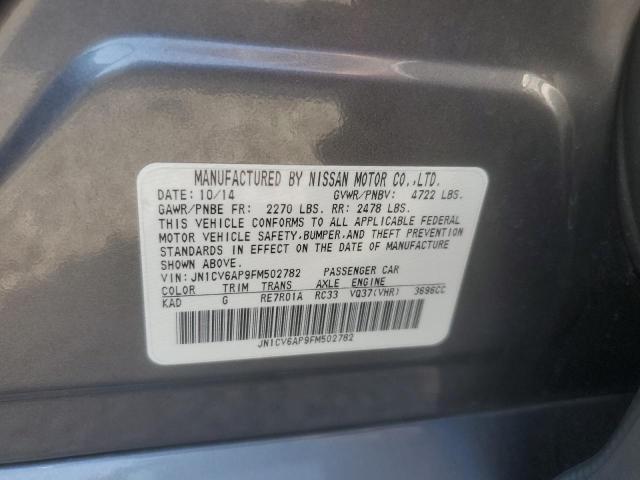 MANUFACTURED BY NISSAN MOTOR CO.,LTD.
DATE: 10/14 GVWR/PNBV: 4722 LBS.
GAWR/PNBE FR: 2270 LBS. RR: 2478 LBS.
THIS VEHICLE CONFORMS TO ALL APPLICABLE FEDERAL
MOTOR VEHICLE SAFETY,BUMPER,AND THEFT PREVENTION
STANDARDS IN EFFECT ON THE DATE OF MANUFACTURE
SHOWN ABOVE.
VIN: JN1CV6AP9FM502782 PASSENGER CAR
COLOR TRIM TRANS AXLE ENGINE
KAD G RE7R01A RC33 VQ37(VHR) 3696CC
JN1CV6AP9FM502782